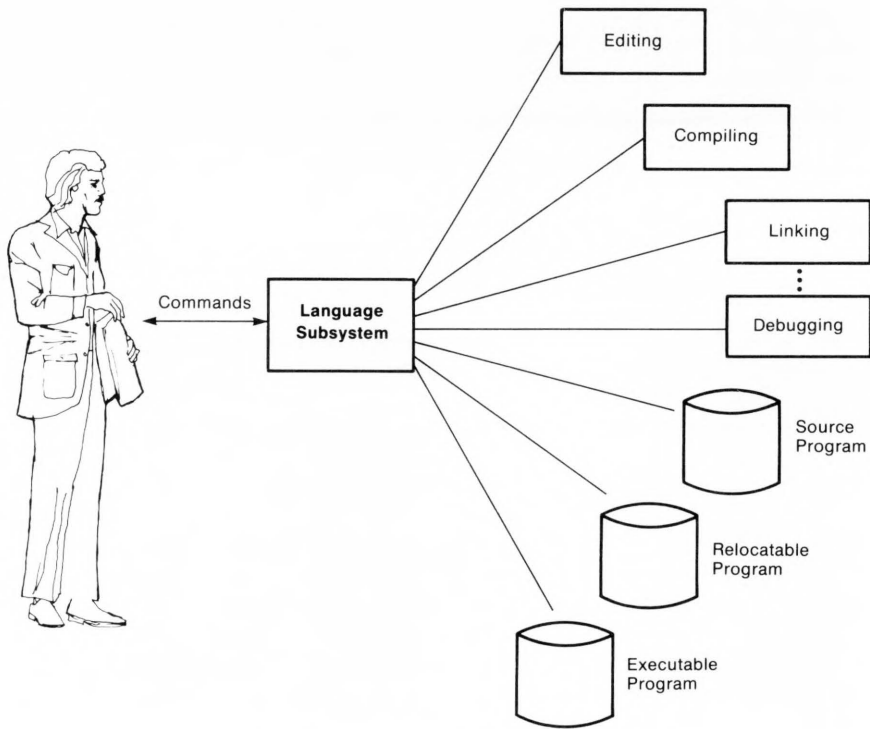 Editing
Compiling
Linking
Commands
Language
Subsystem
Debugging
Source
Program
Relocatable
Program
Executable
Program